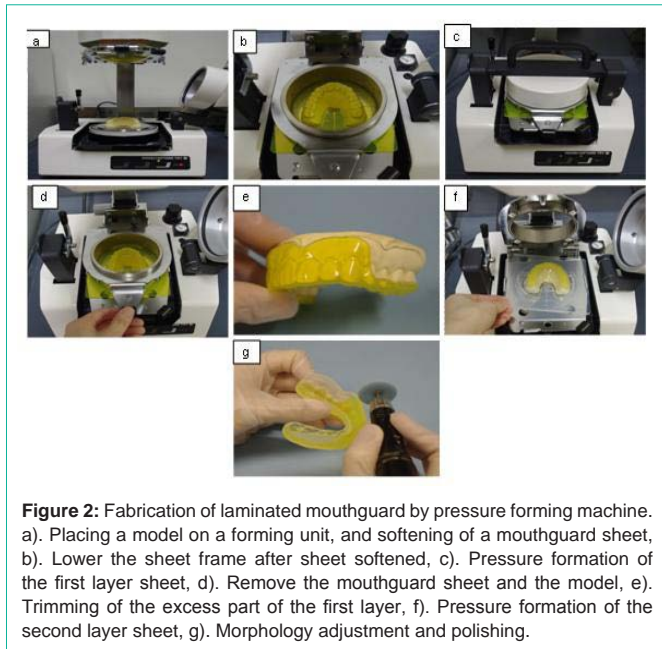 a
b
c
d
e
f
g
Figure 2: Fabrication of laminated mouthguard by pressure forming machine.
a). Placing a model on a forming unit, and softening of a mouthguard sheet,
b). Lower the sheet frame after sheet softened, c). Pressure formation of
the first layer sheet, d). Remove the mouthguard sheet and the model, e).
Trimming of the excess part of the first layer, f). Pressure formation of the
second layer sheet, g). Morphology adjustment and polishing.